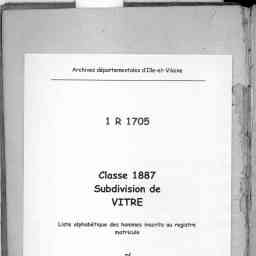 Archives départementales d'Ille-et-Vilaine
1 R 1705
Classe 1887
Subdivision de
VITRE
Liste alphabétique des hommes inscrits au registre
matricule